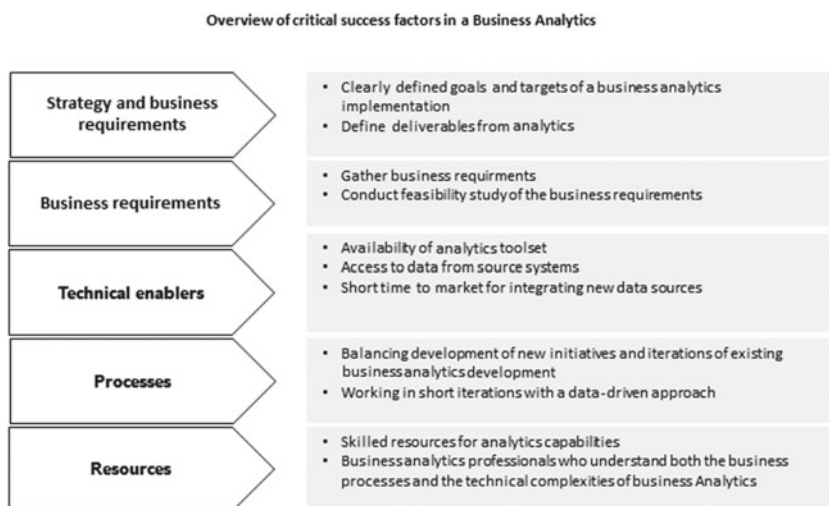 Overview of critical success factors in a Business Analytics
Strategy and business
requirements
• Clearly defined goals and targets of a business analytics
implementation
• Define deliverables from analytics
Business requirements
• Gather business requirments
• Conduct feasibility study of the business requirements
Technical enablers
• Availability of analytics toolset
• Access to data from source systems
• Short time to market for integrating new data sources
Processes
• Balancing development of new initiatives and iterations of existing
business analytics development
• Working in short iterations with a data-driven approach
Resources
• Skilled resources for analytics capabilities
• Business analytics professionals who understand both the business
processes and the technical complexities of business Analytics